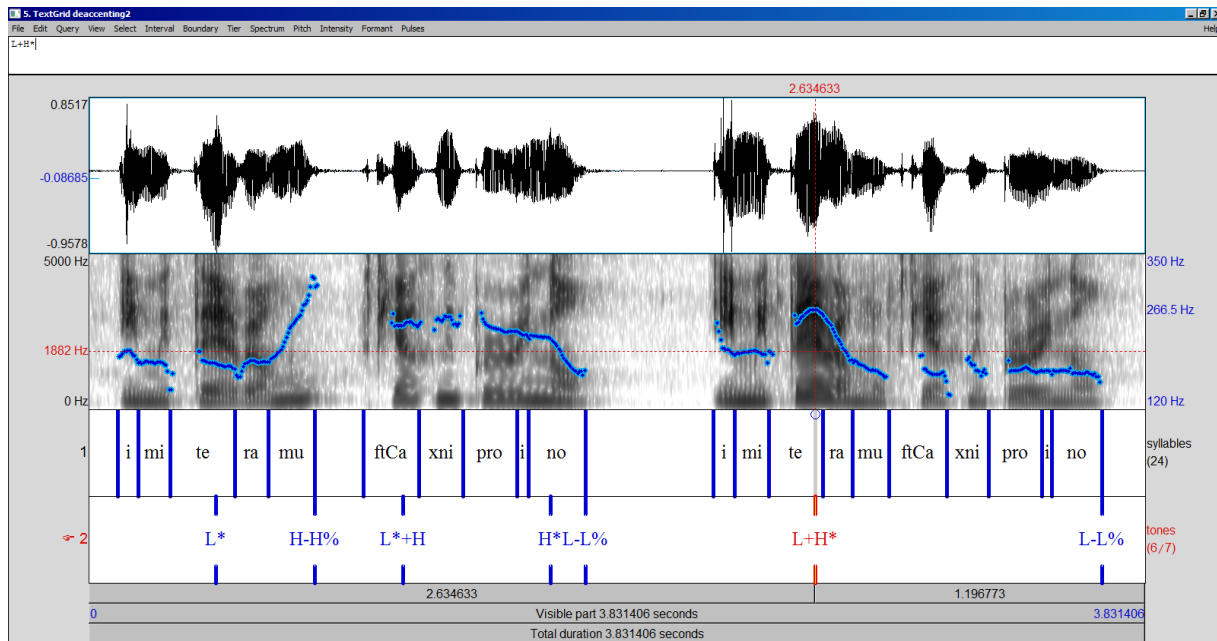 5. TextGrid deaccenting2
File Edit Query View Select Interval Boundary Tier Spectrum Pitch Intensity Formant Pulses Help
L+H*
2.634633
0.8517
-0.08685
-0.9578
5000 Hz 350 Hz
266.5 Hz
1882 Hz
0 Hz 120 Hz
1 i mi te ra mu ftCa xni pro i no i mi te ra mu ftCa xni pro i no syllables
(24)
2 L* H-H% L*+H H* L-L% L+H* L-L% tones
(6/7)
2.634633 1.196773
0 Visible part 3.831406 seconds 3.831406
Total duration 3.831406 seconds